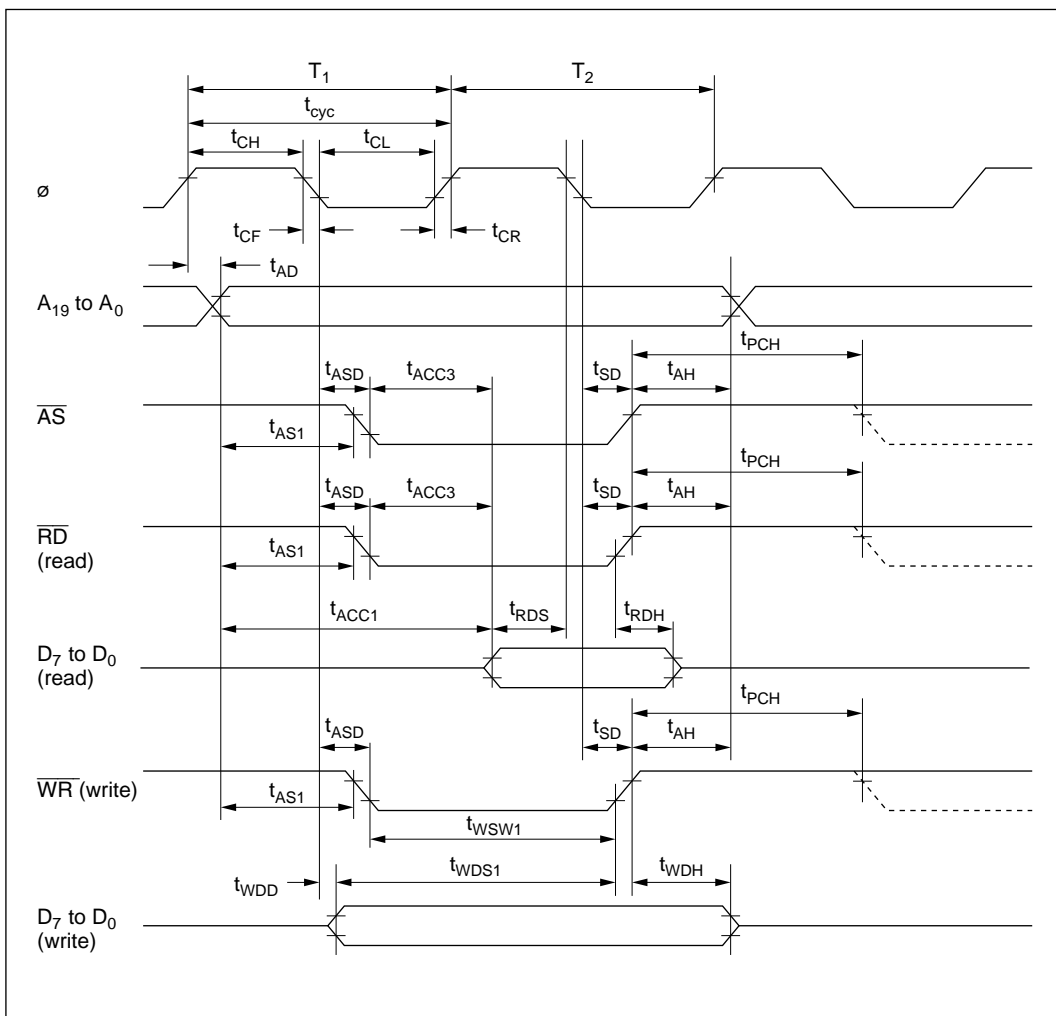 T1 T2
tcyc
tCH tCL
ø
tCF tCR
tAD
A19 to A0
tPCH
tASD tACC3 tSD tAH
AS
tAS1
tPCH
tASD tACC3 tSD tAH
RD
(read)
tAS1
tACC1 tRDS tRDH
D7 to D0
(read)
tPCH
tASD tSD tAH
WR (write)
tAS1
tWSW1
tWDD tWDS1 tWDH
D7 to D0
(write)